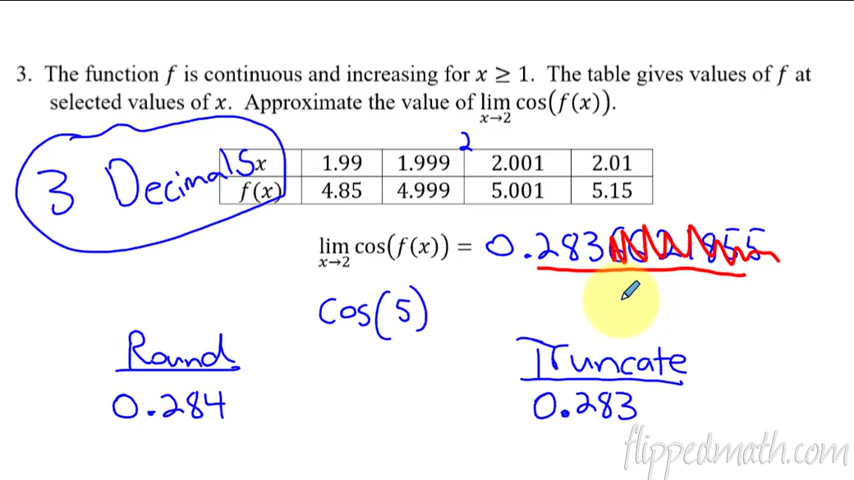 3. The function f is continuous and increasing for x ≥ 1. The table gives values of f at
selected values of x. Approximate the value of lim cos(f(x)).
x→2
2
3 Decimals
x 1.99 1.999 2.001 2.01
f(x) 4.85 4.999 5.001 5.15
lim cos(f(x)) = 0.283
x→2
cos(5)
Round Truncate
0.284 0.283
flippedmath.com